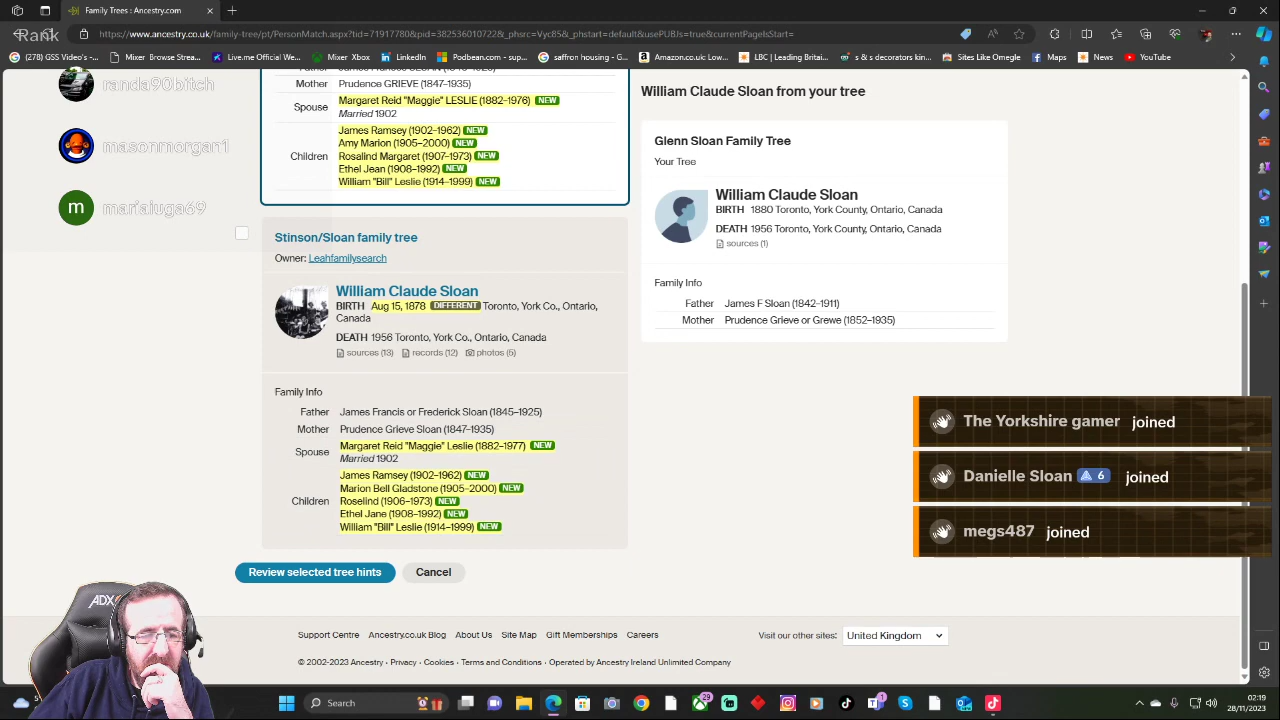 Family Trees : Ancestry.com
Rank
https://www.ancestry.co.uk/family-tree/pt/PersonMatch.aspx?tid=71917780&pid=382536010722&_phsrc=Vyc85&_phstart=default&usePUBJs=true&currentPageIsStart=
(278) GSS Video's -...
Mixer Browse Strea...
Live.me Official We...
Mixer Xbox
LinkedIn
Podbean.com - sup...
saffron housing - G...
Amazon.co.uk: Low...
LBC | Leading Britai...
s & s decorators kin...
Sites Like Omegle
Maps
YouTube
randa90bitch
masonmorgan1
m mariaiuga69
Mother Prudence GRIEVE (1847–1935)
Spouse Margaret Reid "Maggie" LESLIE (1882–1976) NEW
Married 1902
Children James Ramsey (1902–1962) NEW
Amy Marion (1905–2000) NEW
Rosalind Margaret (1907–1973) NEW
Ethel Jean (1908–1992) NEW
William "Bill" Leslie (1914–1999) NEW
Stinson/Sloan family tree
Owner: Leahfamilysearch
William Claude Sloan
BIRTH Aug 15, 1878 DIFFERENT Toronto, York Co., Ontario,
Canada
DEATH 1956 Toronto, York Co., Ontario, Canada
sources (13) records (12) photos (5)
Family Info
Father James Francis or Frederick Sloan (1845–1925)
Mother Prudence Grieve Sloan (1847–1935)
Spouse Margaret Reid "Maggie" Leslie (1882–1977) NEW
Married 1902
Children James Ramsey (1902–1962) NEW
Marion Bell Gladstone (1905–2000) NEW
Roselind (1906–1973) NEW
Ethel Jane (1908–1992) NEW
William "Bill" Leslie (1914–1999) NEW
Review selected tree hints Cancel
William Claude Sloan from your tree
Glenn Sloan Family Tree
Your Tree
William Claude Sloan
BIRTH 1880 Toronto, York County, Ontario, Canada
DEATH 1956 Toronto, York County, Ontario, Canada
sources (1)
Family Info
Father James F Sloan (1842–1911)
Mother Prudence Grieve or Grewe (1852–1935)
The Yorkshire gamer joined
Danielle Sloan 6 joined
megs487 joined
Support Centre Ancestry.co.uk Blog About Us Site Map Gift Memberships Careers
Visit our other sites: United Kingdom
© 2002-2023 Ancestry · Privacy · Cookies · Terms and Conditions · Operated by Ancestry Ireland Unlimited Company
ADX
Search
29
1
02:19
28/11/2023